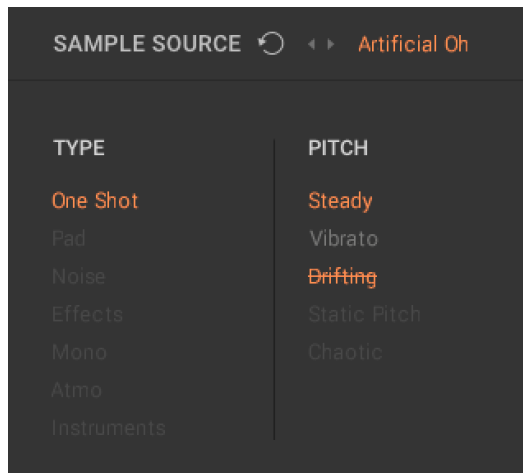 SAMPLE SOURCE Artificial Oh
TYPE
One Shot
Pad
Noise
Effects
Mono
Atmo
Instruments
PITCH
Steady
Vibrato
Drifting
Static Pitch
Chaotic